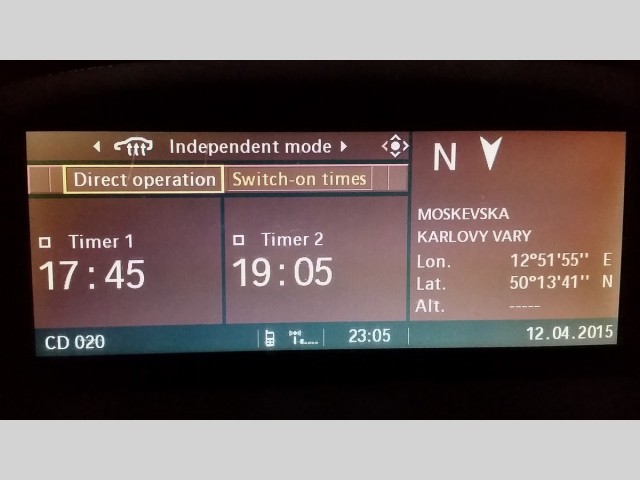 Independent mode
Direct operation Switch-on times
N
MOSKEVSKA
KARLOVY VARY
Timer 1 Timer 2
17:45 19:05
Lon. 12°51'55'' E
Lat. 50°13'41'' N
Alt. -----
CD 020 23:05 12.04.2015